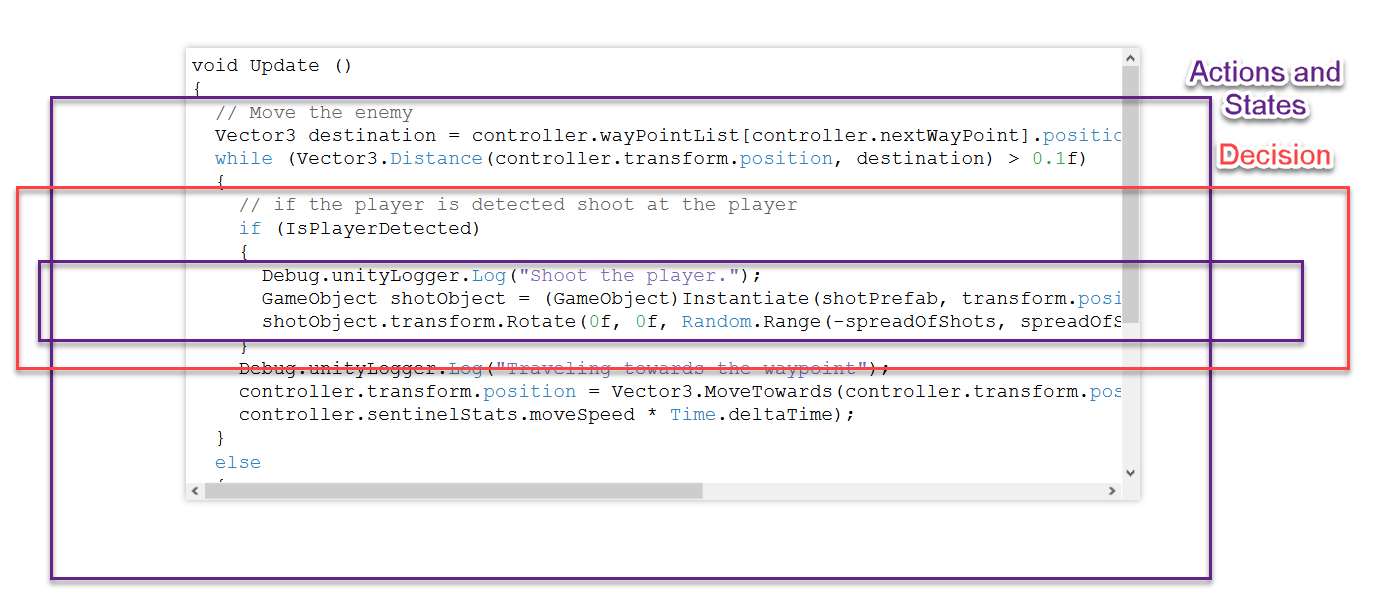 void Update ()
{
// Move the enemy
Vector3 destination = controller.wayPointList[controller.nextWayPoint].positic
while (Vector3.Distance(controller.transform.position, destination) > 0.1f)
{
// if the player is detected shoot at the player
if (IsPlayerDetected)
{
Debug.unityLogger.Log("Shoot the player.");
GameObject shotObject = (GameObject)Instantiate(shotPrefab, transform.posi
shotObject.transform.Rotate(0f, 0f, Random.Range(-spreadOfShots, spreadOfS
}
Debug.unityLogger.Log("Traveling towards the waypoint");
controller.transform.position = Vector3.MoveTowards(controller.transform.pos
controller.sentinelStats.moveSpeed * Time.deltaTime);
}
else
{
Actions and
States
Decision